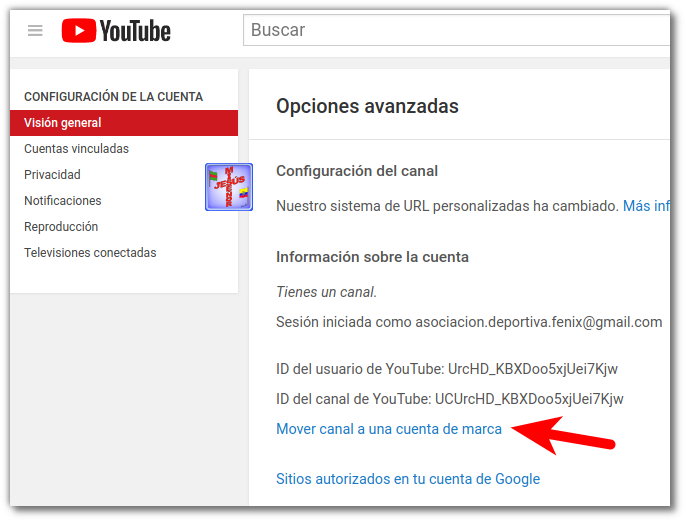 YouTube
Buscar
CONFIGURACIÓN DE LA CUENTA
Visión general
Cuentas vinculadas
Privacidad
Notificaciones
Reproducción
Televisiones conectadas
JESÚS
Opciones avanzadas
Configuración del canal
Nuestro sistema de URL personalizadas ha cambiado. Más inf
Información sobre la cuenta
Tienes un canal.
Sesión iniciada como asociacion.deportiva.fenix@gmail.com
ID del usuario de YouTube: UrcHD_KBXDoo5xjUei7Kjw
ID del canal de YouTube: UCUrcHD_KBXDoo5xjUei7Kjw
Mover canal a una cuenta de marca
Sitios autorizados en tu cuenta de Google